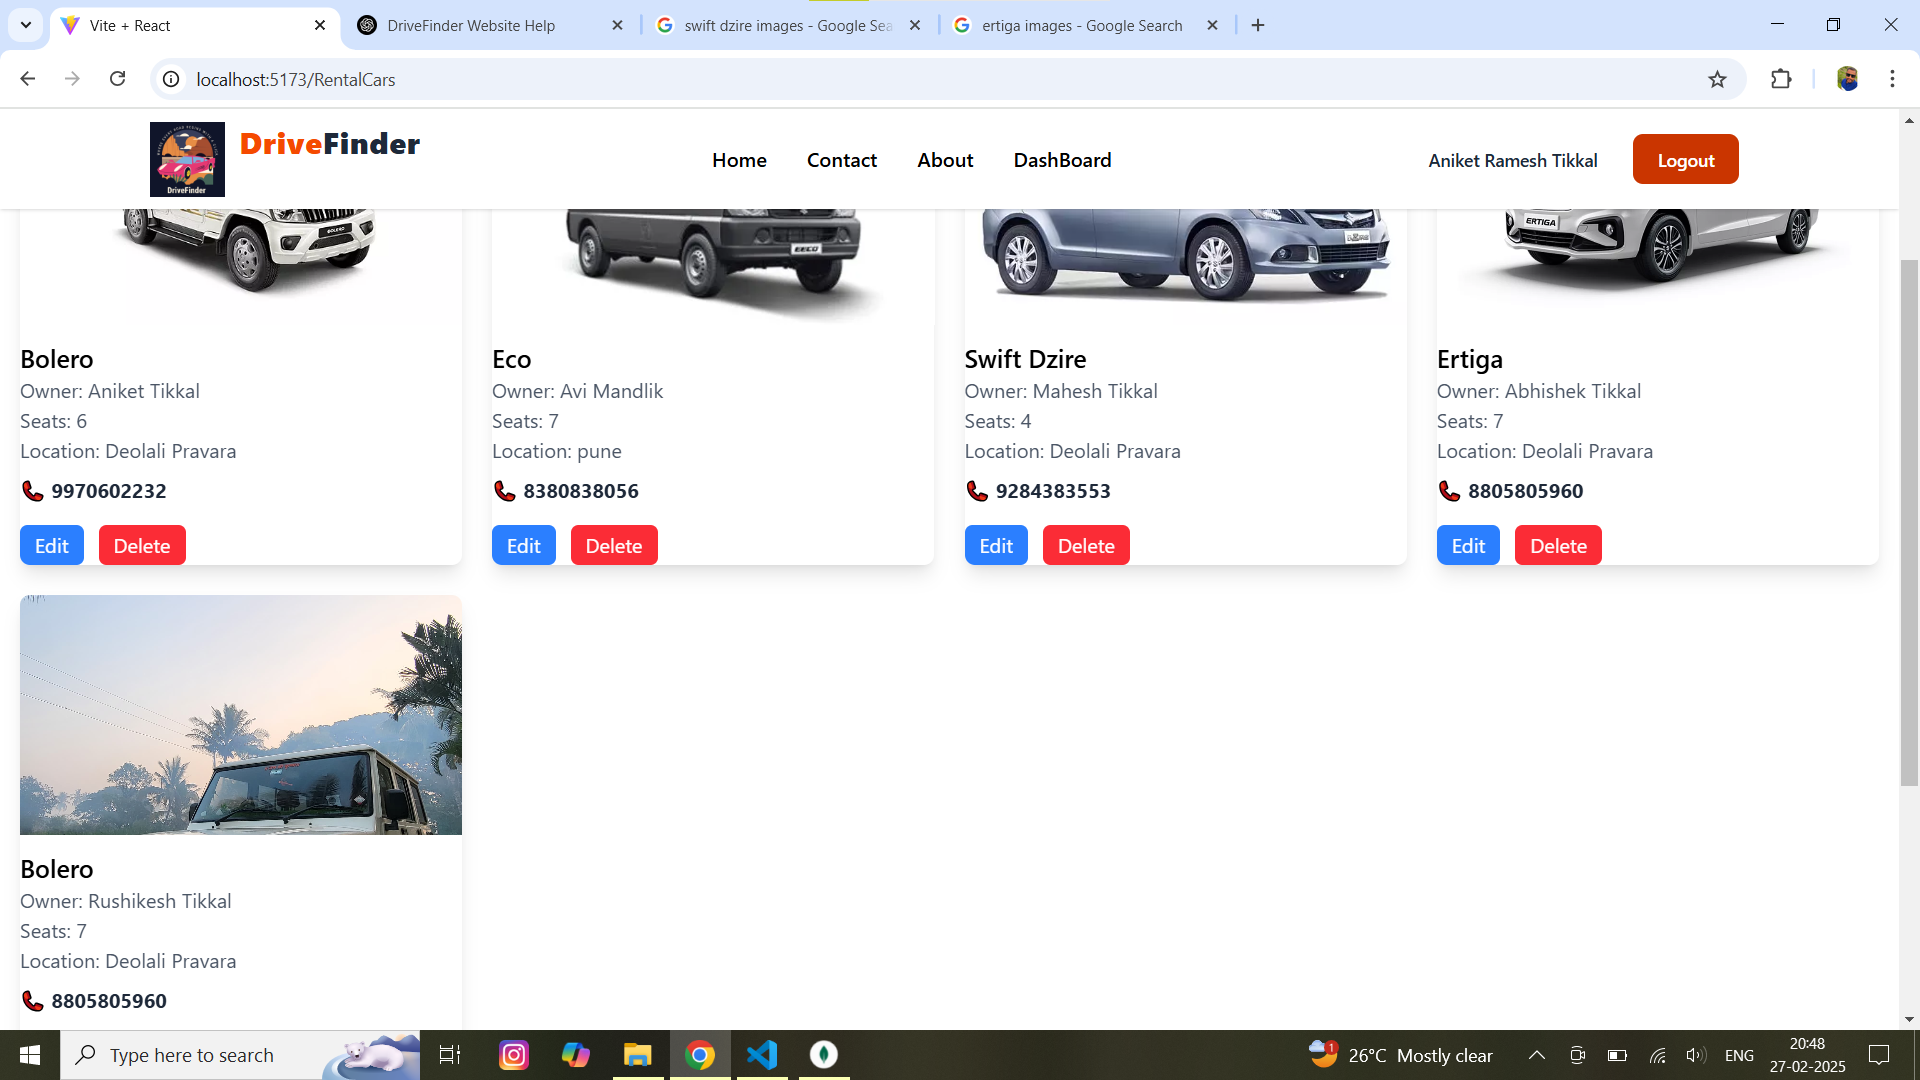 Vite + React
DriveFinder Website Help
swift dzire images - Google Sea
ertiga images - Google Search
localhost:5173/RentalCars
DriveFinder
DriveFinder
Home
Contact
About
DashBoard
Aniket Ramesh Tikkal
Logout
BOLERO
EECO
ERTIGA
Bolero
Owner: Aniket Tikkal
Seats: 6
Location: Deolali Pravara
9970602232
Edit
Delete
Eco
Owner: Avi Mandlik
Seats: 7
Location: pune
8380838056
Edit
Delete
Swift Dzire
Owner: Mahesh Tikkal
Seats: 4
Location: Deolali Pravara
9284383553
Edit
Delete
Ertiga
Owner: Abhishek Tikkal
Seats: 7
Location: Deolali Pravara
8805805960
Edit
Delete
Bolero
Owner: Rushikesh Tikkal
Seats: 7
Location: Deolali Pravara
8805805960
Type here to search
1
26°C Mostly clear
ENG
20:48
27-02-2025